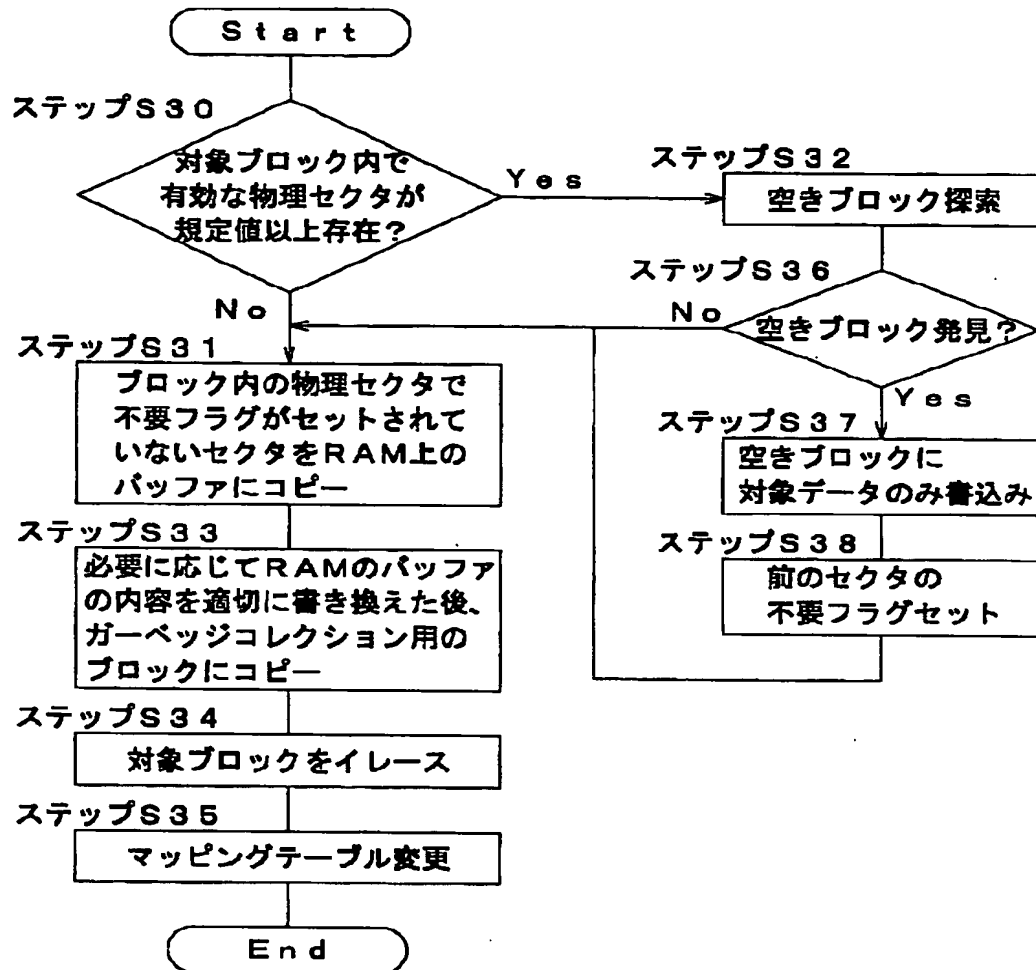 Start
ステップS30
対象ブロック内で
有効な物理セクタが
規定値以上存在?
Yes
No
ステップS32
空きブロック探索
ステップS36
空きブロック発見?
No
Yes
ステップS31
ブロック内の物理セクタで
不要フラグがセットされて
いないセクタをRAM上の
バッファにコピー
ステップS37
空きブロックに
対象データのみ書込み
ステップS33
必要に応じてRAMのバッファ
の内容を適切に書き換えた後、
ガーベッジコレクション用の
ブロックにコピー
ステップS38
前のセクタの
不要フラグセット
ステップS34
対象ブロックをイレース
ステップS35
マッピングテーブル変更
End